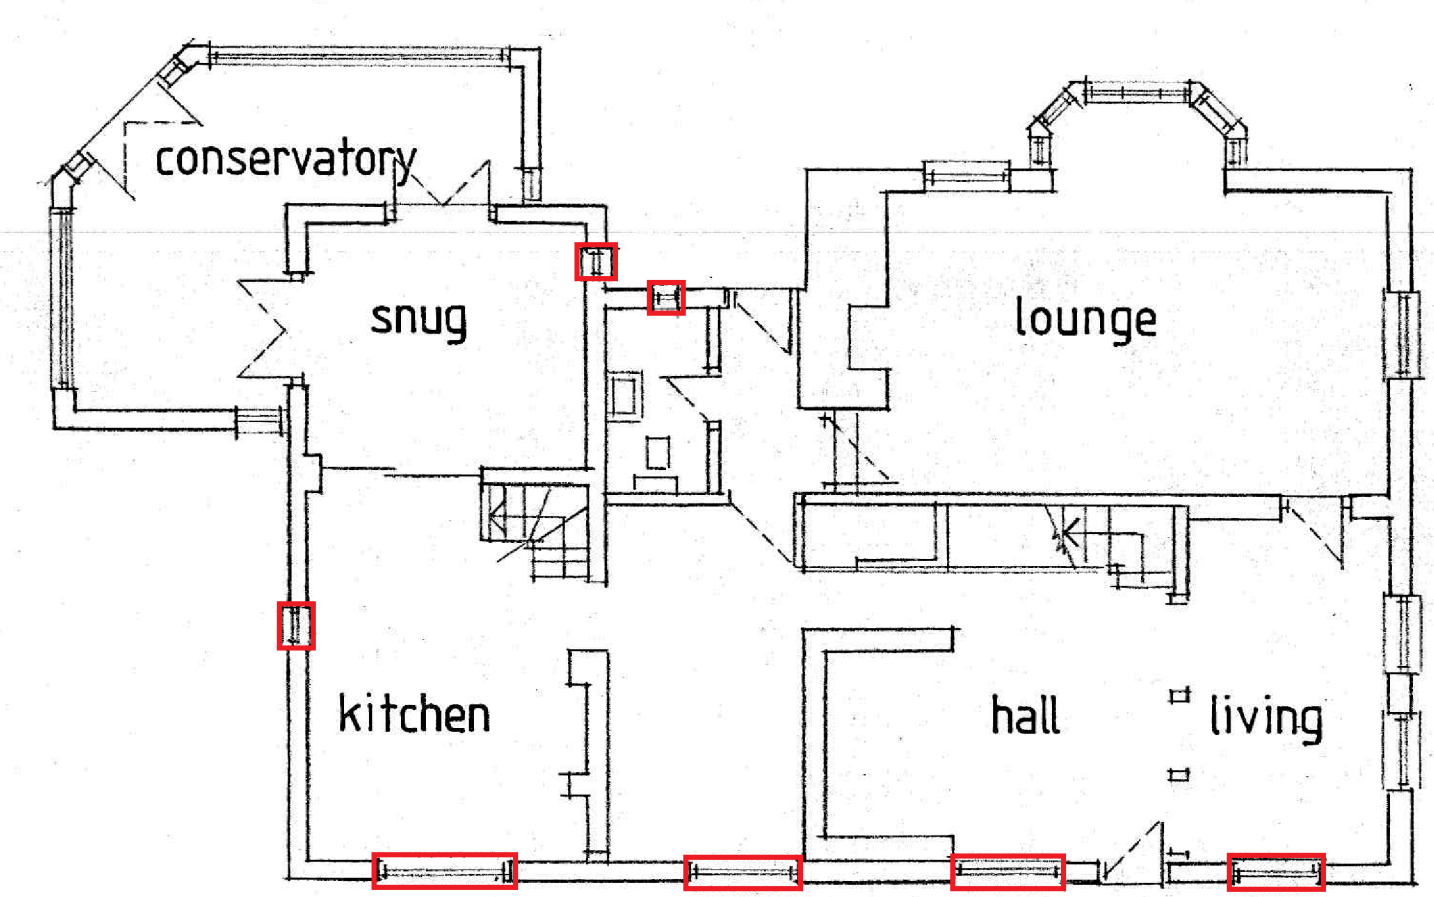 conservatory
snug
lounge
kitchen
hall
living